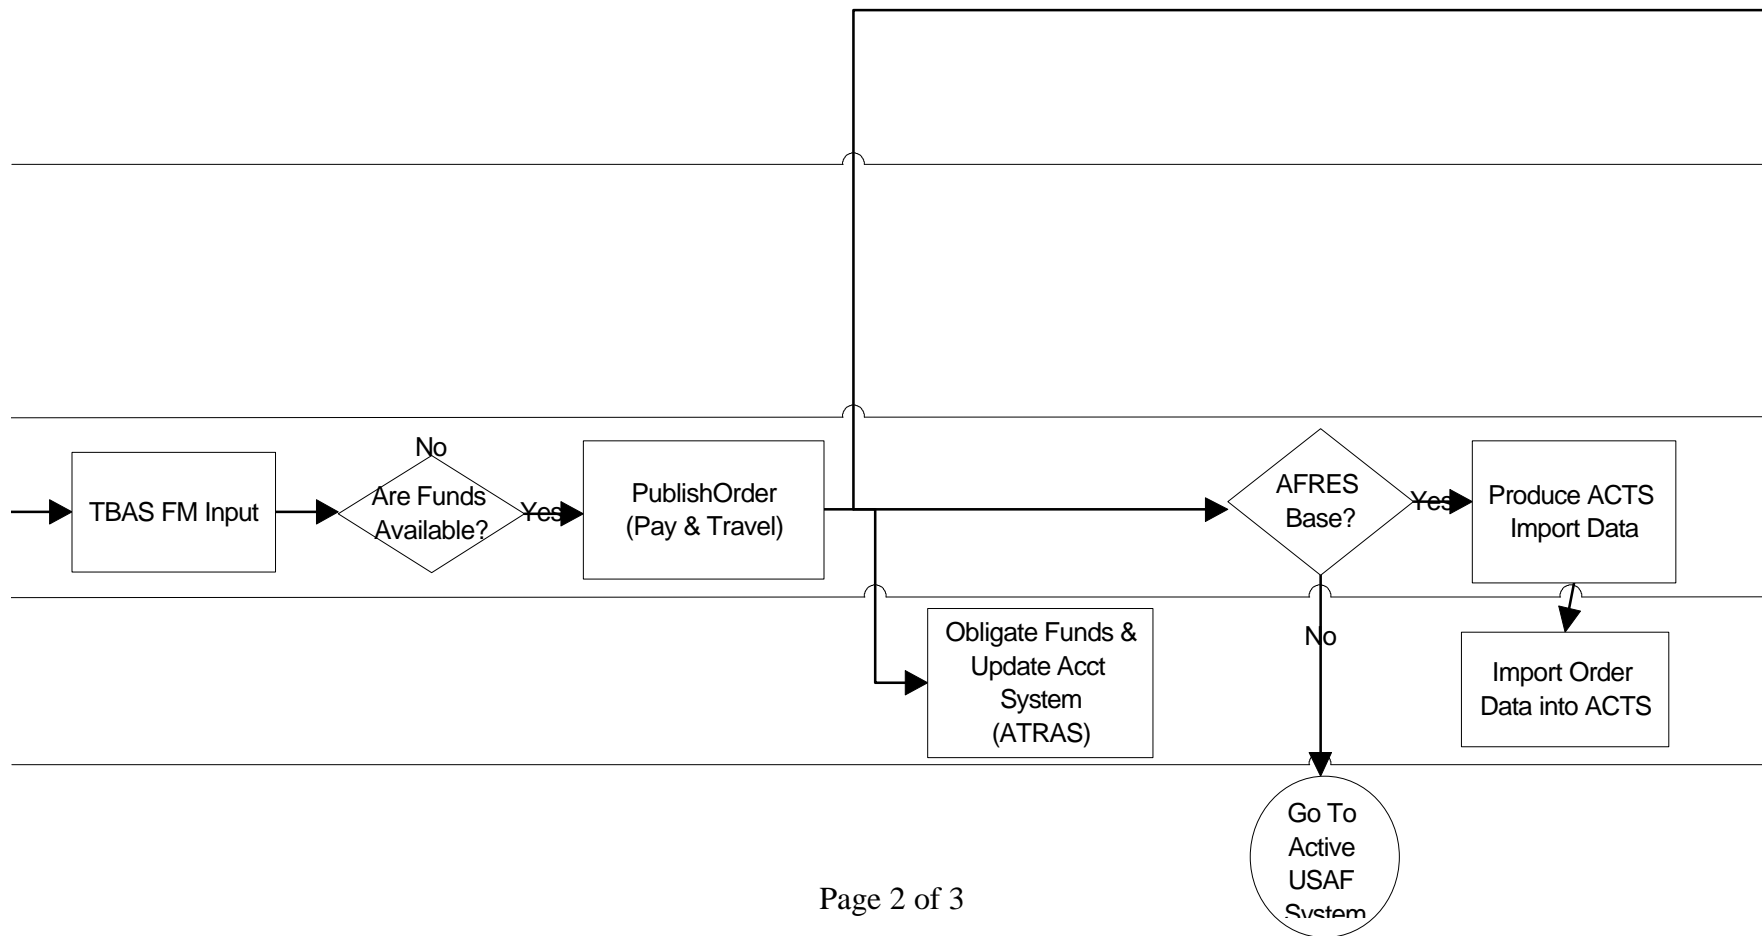 No
TBAS FM Input
Are Funds
Available?
Yes
PublishOrder
(Pay & Travel)
AFRES
Base?
Yes
Produce ACTS
Import Data
No
Obligate Funds &
Update Acct
System
(ATRAS)
Import Order
Data into ACTS
Go To
Active
USAF
System
Page 2 of 3